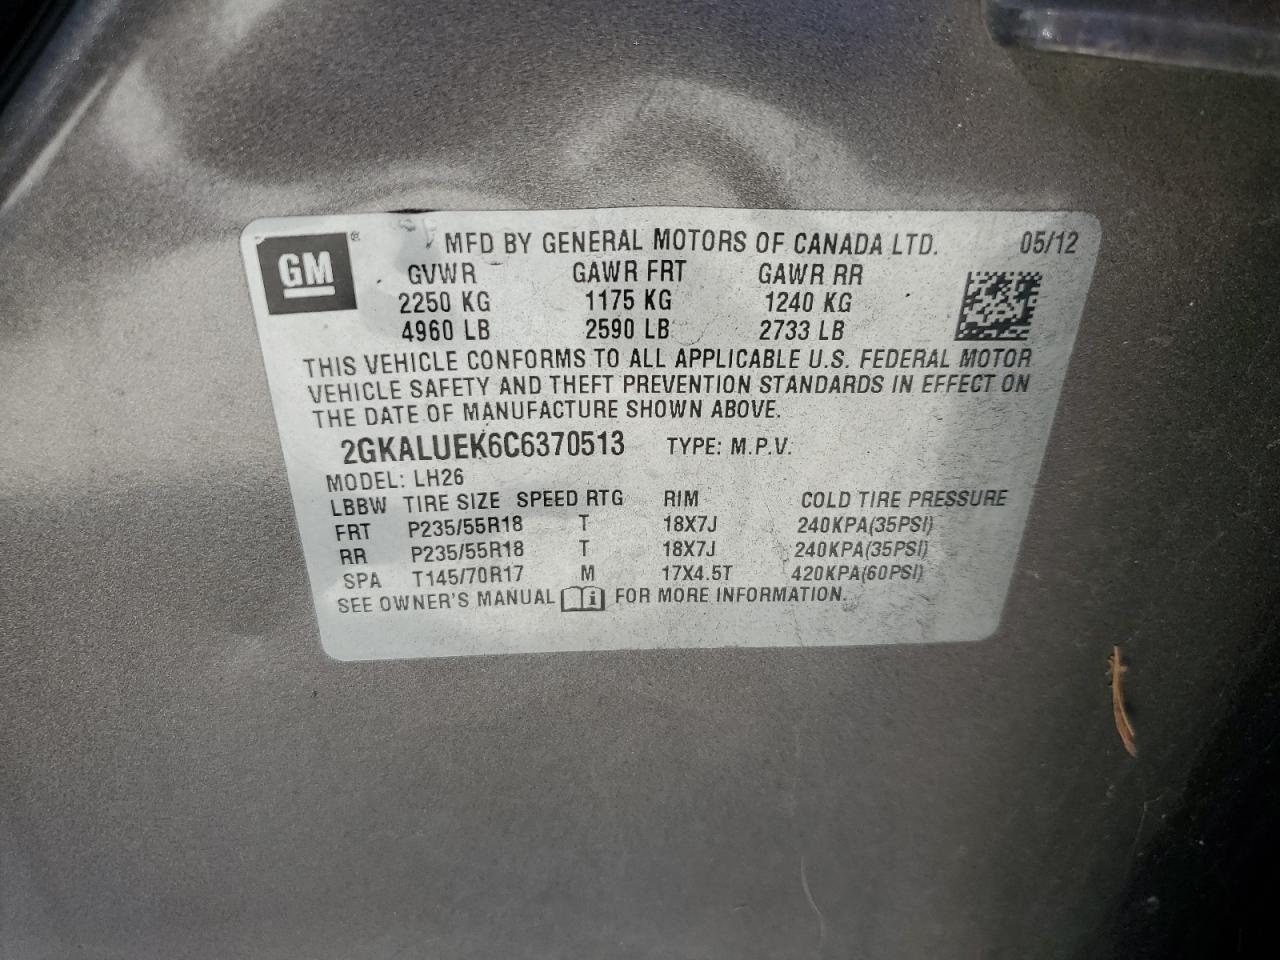 GM ® MFD BY GENERAL MOTORS OF CANADA LTD. 05/12
GVWR GAWR FRT GAWR RR
2250 KG 1175 KG 1240 KG
4960 LB 2590 LB 2733 LB
THIS VEHICLE CONFORMS TO ALL APPLICABLE U.S. FEDERAL MOTOR
VEHICLE SAFETY AND THEFT PREVENTION STANDARDS IN EFFECT ON
THE DATE OF MANUFACTURE SHOWN ABOVE.
2GKALUEK6C6370513 TYPE: M.P.V.
MODEL: LH26
LBBW TIRE SIZE SPEED RTG RIM COLD TIRE PRESSURE
FRT P235/55R18 T 18X7J 240KPA(35PSI)
RR P235/55R18 T 18X7J 240KPA(35PSI)
SPA T145/70R17 M 17X4.5T 420KPA(60PSI)
SEE OWNER'S MANUAL i FOR MORE INFORMATION.